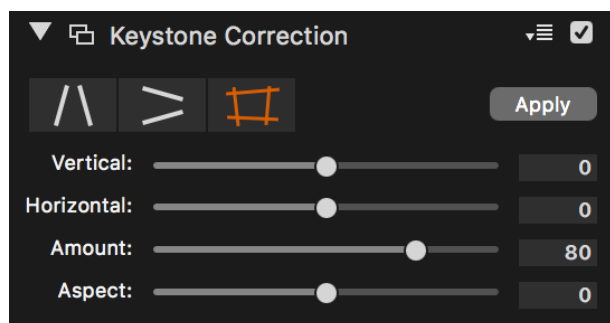 Keystone Correction
Apply
Vertical: 0
Horizontal: 0
Amount: 80
Aspect: 0